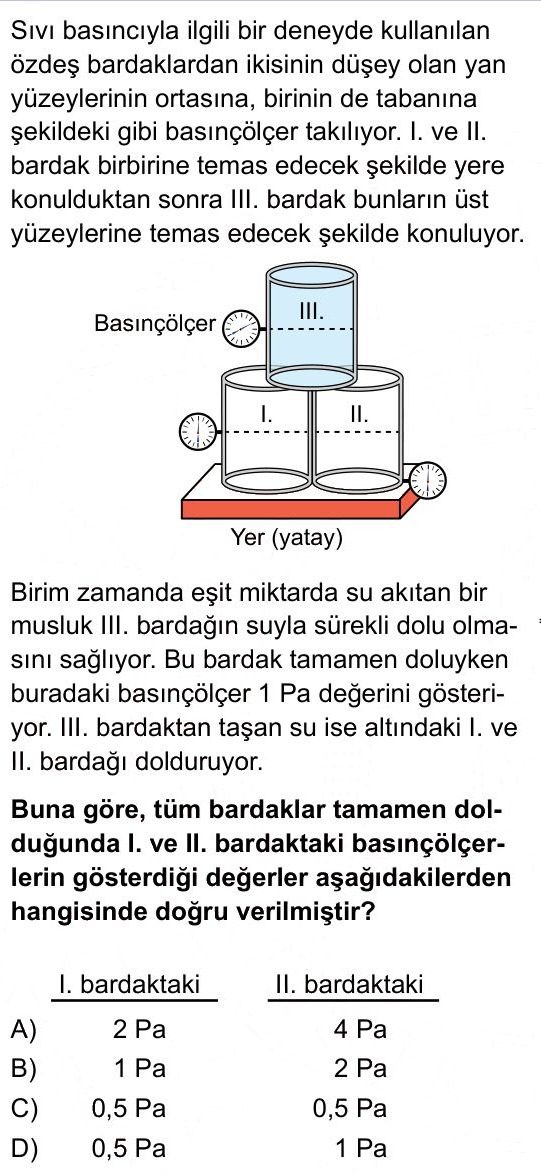 Sıvı basıncıyla ilgili bir deneyde kullanılan
özdeş bardaklardan ikisinin düşey olan yan
yüzeylerinin ortasına, birinin de tabanına
şekildeki gibi basınçölçer takılıyor. I. ve II.
bardak birbirine temas edecek şekilde yere
konulduktan sonra III. bardak bunların üst
yüzeylerine temas edecek şekilde konuluyor.
III.
Basınçölçer
I. II.
Yer (yatay)
Birim zamanda eşit miktarda su akıtan bir
musluk III. bardağın suyla sürekli dolu olma-
sını sağlıyor. Bu bardak tamamen doluyken
buradaki basınçölçer 1 Pa değerini gösteri-
yor. III. bardaktan taşan su ise altındaki I. ve
II. bardağı dolduruyor.
Buna göre, tüm bardaklar tamamen dol-
duğunda I. ve II. bardaktaki basınçölçer-
lerin gösterdiği değerler aşağıdakilerden
hangisinde doğru verilmiştir?
I. bardaktaki II. bardaktaki
A) 2 Pa 4 Pa
B) 1 Pa 2 Pa
C) 0,5 Pa 0,5 Pa
D) 0,5 Pa 1 Pa